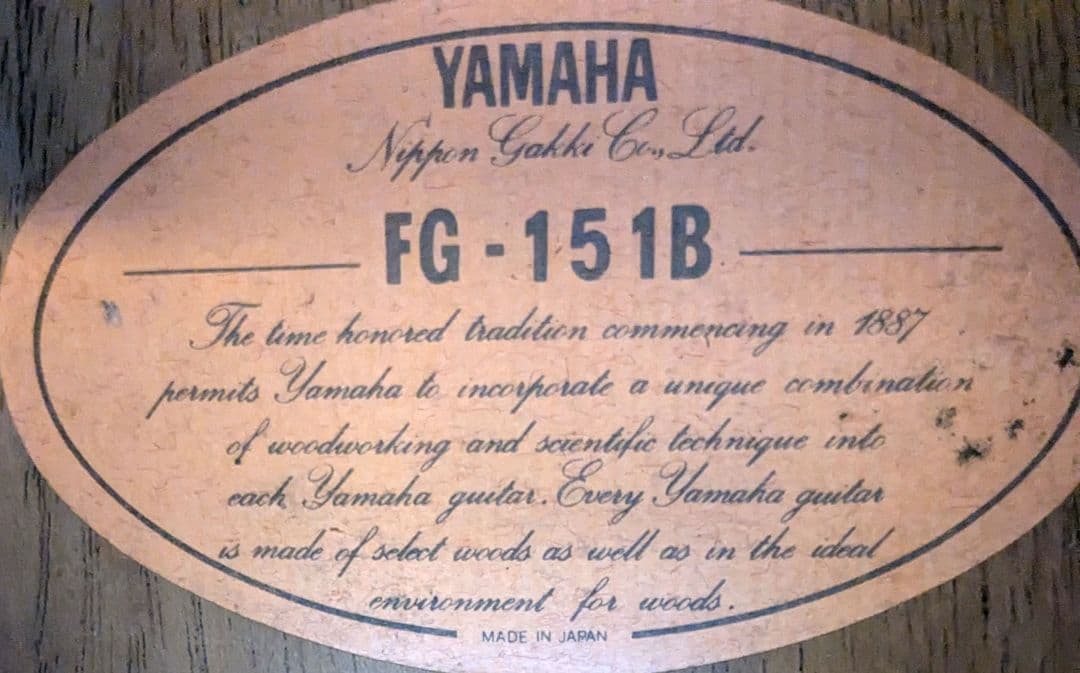 YAMAHA
Nippon Gakki Co., Ltd.
FG-151B
The time honored tradition commencing in 1887
permits Yamaha to incorporate a unique combination
of woodworking and scientific technique into
each Yamaha guitar. Every Yamaha guitar
is made of select woods as well as in the ideal
environment for woods.
MADE IN JAPAN